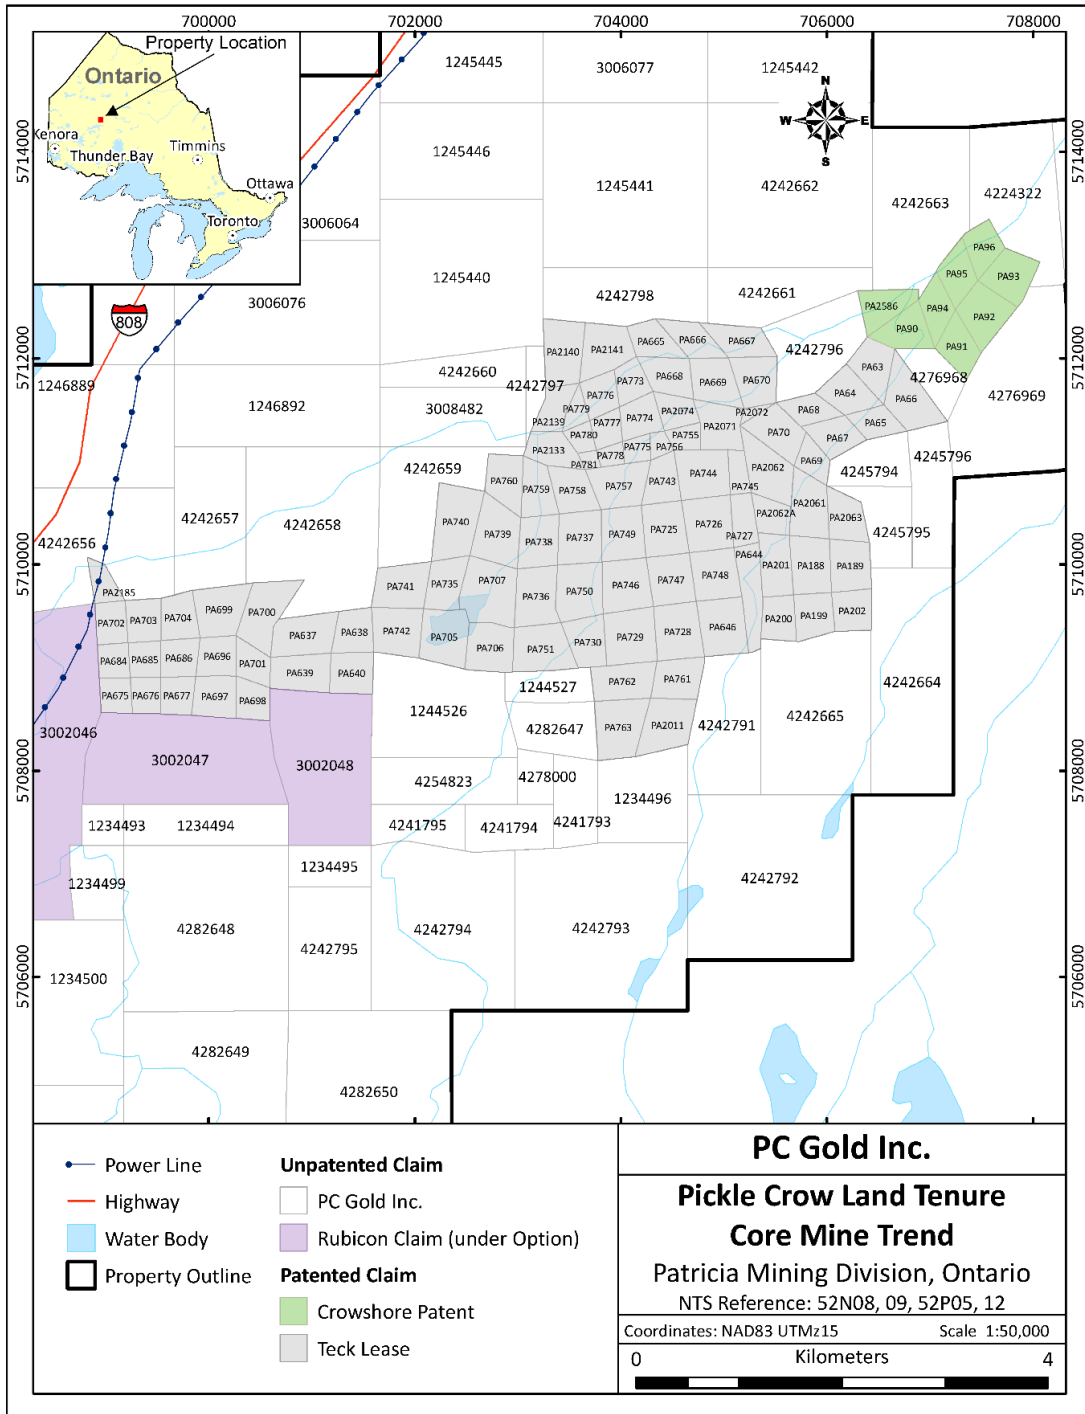 700000 702000 704000 706000 708000
Property Location
Ontario
Kenora
Thunder Bay
Timmins
Ottawa
Toronto
N
W E
S
5714000 5714000
5712000 5712000
5710000 5710000
5708000 5708000
5706000 5706000
808
1245445
3006077
1245442
1245446
1245441
4242662
4242663
4224322
3006064
1245440
3006076
4242798
4242661
4242796
4242660
4242797
1246889
3008482
1246892
4276968
4276969
4242659
4245794
4245796
4242657
4242658
4245795
4242656
PA96
PA95
PA93
PA2586
PA94
PA92
PA90
PA91
PA2140
PA2141
PA665
PA666
PA667
PA63
PA773
PA668
PA669
PA670
PA776
PA64
PA66
PA779
PA2139
PA777
PA774
PA2074
PA2072
PA68
PA780
PA755
PA2071
PA70
PA65
PA2133
PA778
PA775
PA756
PA67
PA781
PA69
PA760
PA759
PA758
PA757
PA743
PA744
PA745
PA2062
PA2061
PA2062A
PA2063
PA740
PA739
PA738
PA737
PA749
PA725
PA726
PA727
PA644
PA741
PA735
PA707
PA736
PA750
PA746
PA747
PA748
PA201
PA188
PA189
PA2185
PA702
PA703
PA704
PA699
PA700
PA637
PA638
PA742
PA705
PA706
PA751
PA730
PA729
PA728
PA646
PA200
PA199
PA202
PA684
PA685
PA686
PA696
PA701
PA639
PA640
PA675
PA676
PA677
PA697
PA698
PA762
PA761
PA763
PA2011
1244527
1244526
4282647
4242791
4242665
4242664
3002046
3002047
3002048
4254823
4278000
1234496
1234493
1234494
4241795
4241794
4241793
1234495
1234499
4242792
4282648
4242795
4242794
4242793
1234500
4282649
4282650
Power Line
Highway
Water Body
Property Outline
Unpatented Claim
PC Gold Inc.
Rubicon Claim (under Option)
Patented Claim
Crowshore Patent
Teck Lease
PC Gold Inc.
Pickle Crow Land Tenure
Core Mine Trend
Patricia Mining Division, Ontario
NTS Reference: 52N08, 09, 52P05, 12
Coordinates: NAD83 UTMz15 Scale 1:50,000
0 Kilometers 4